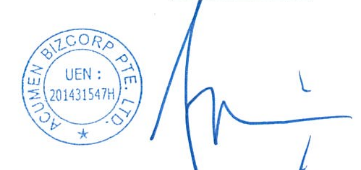 ACUMEN BIZCORP PTE. LTD.
UEN :
201431547H
★